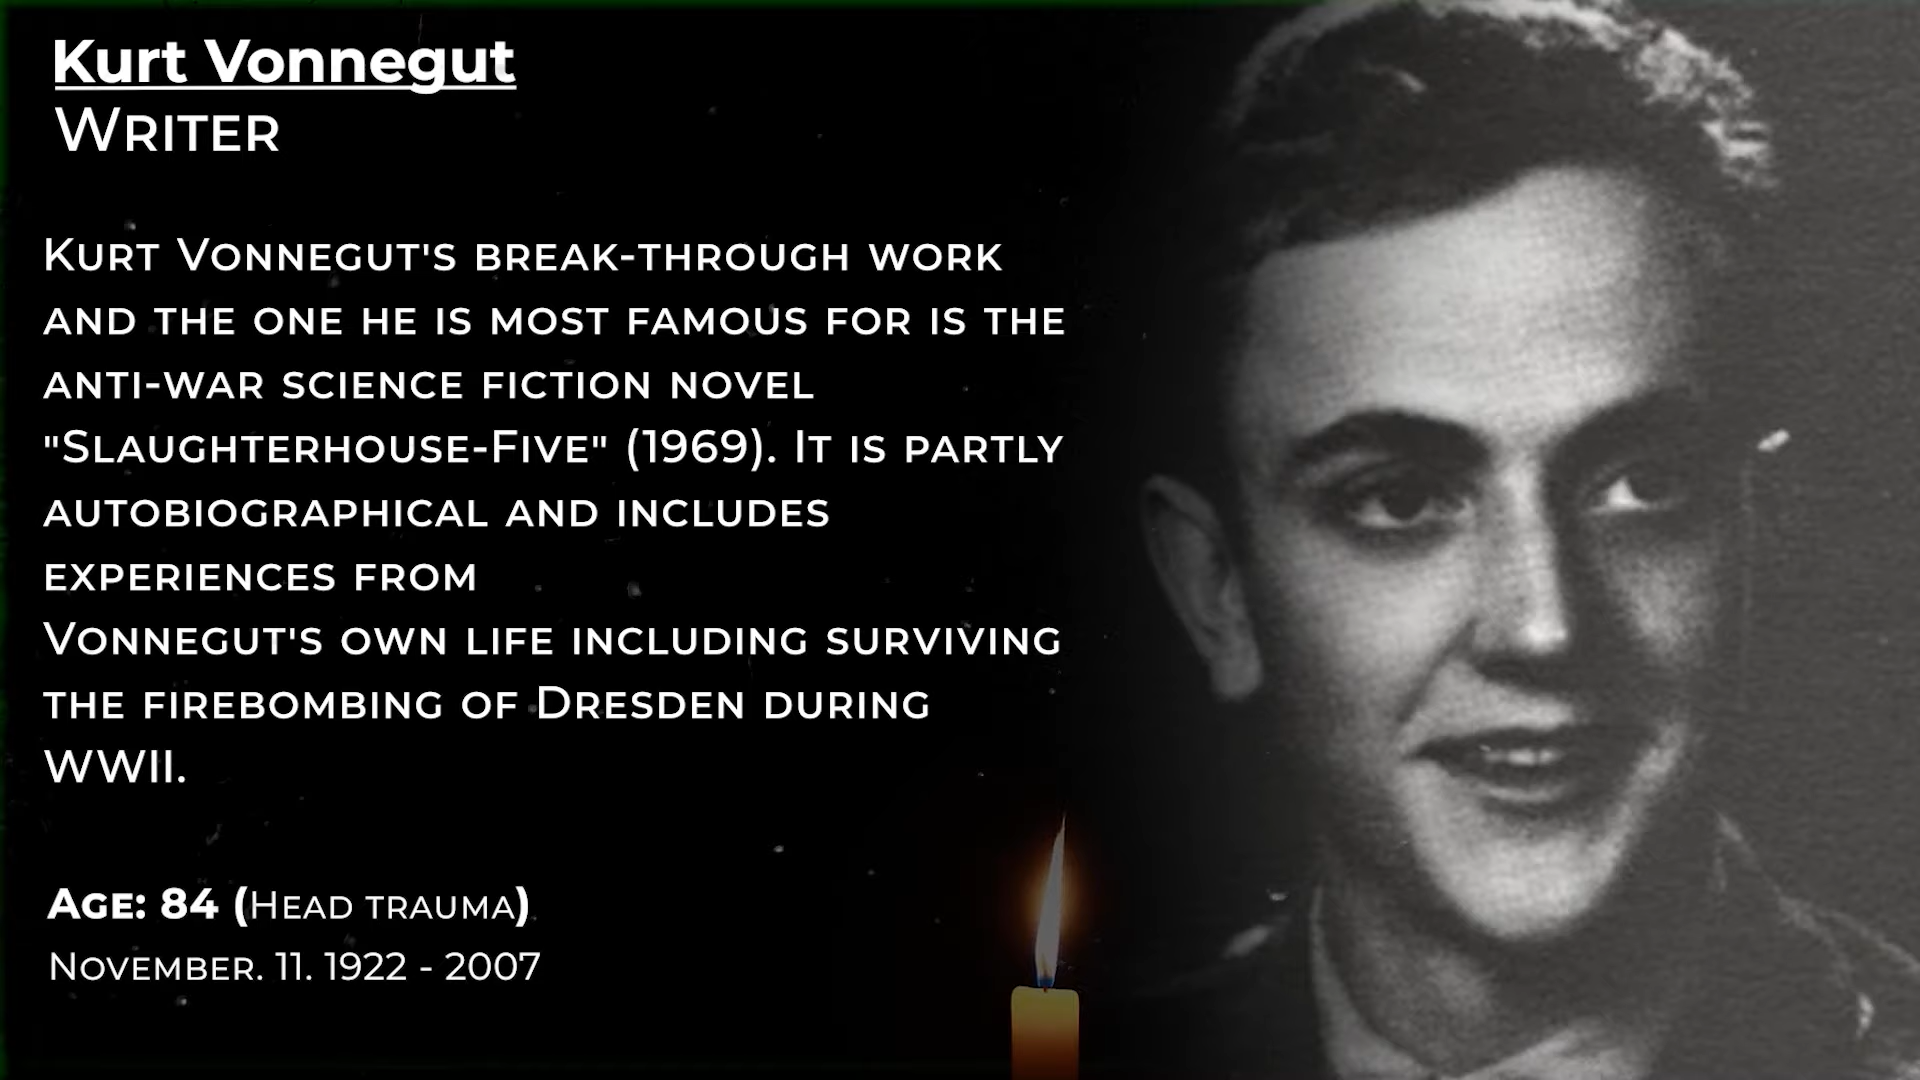 Kurt Vonnegut
Writer
Kurt Vonnegut's break-through work
and the one he is most famous for is the
anti-war science fiction novel
"Slaughterhouse-Five" (1969). It is partly
autobiographical and includes
experiences from
Vonnegut's own life including surviving
the firebombing of Dresden during
WWII.
Age: 84 (Head trauma)
November. 11. 1922 - 2007